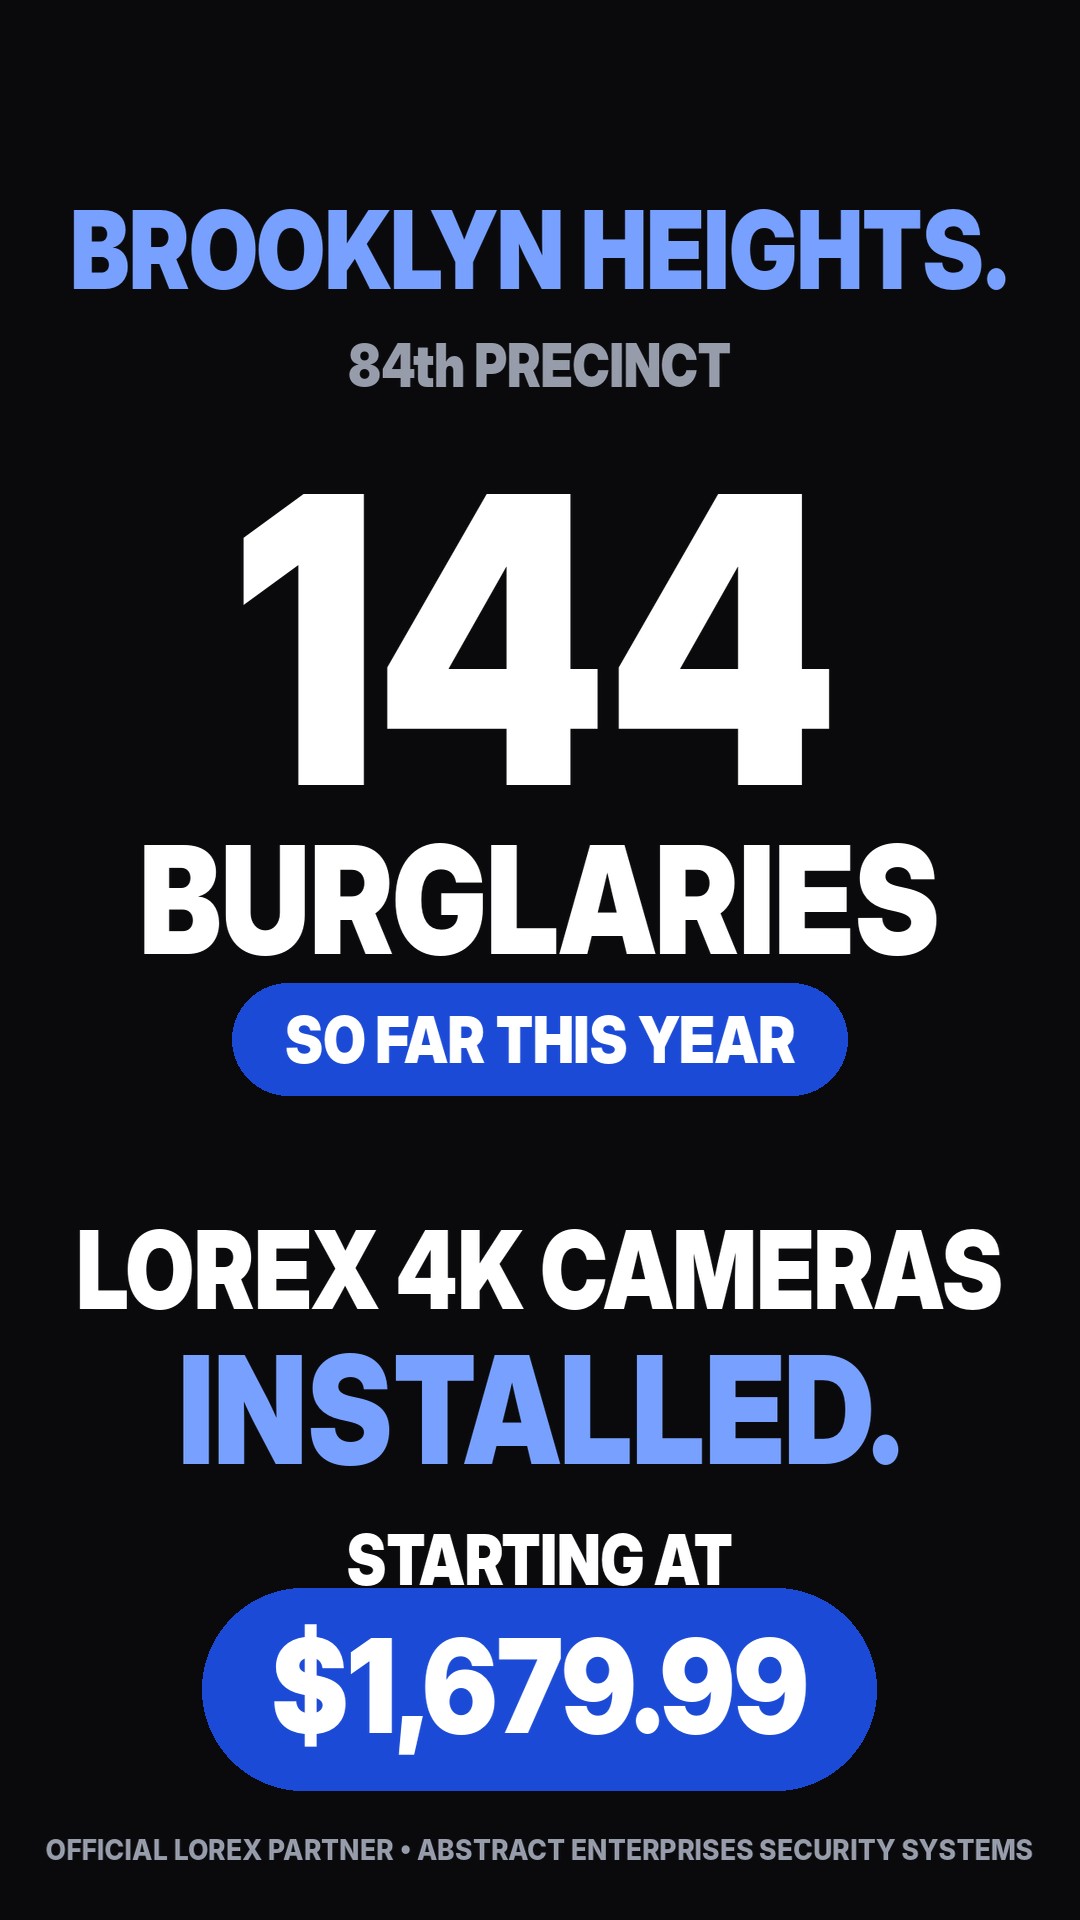 BROOKLYN HEIGHTS.
84th PRECINCT
144
BURGLARIES
SO FAR THIS YEAR
LOREX 4K CAMERAS
INSTALLED.
STARTING AT
$1,679.99
OFFICIAL LOREX PARTNER • ABSTRACT ENTERPRISES SECURITY SYSTEMS